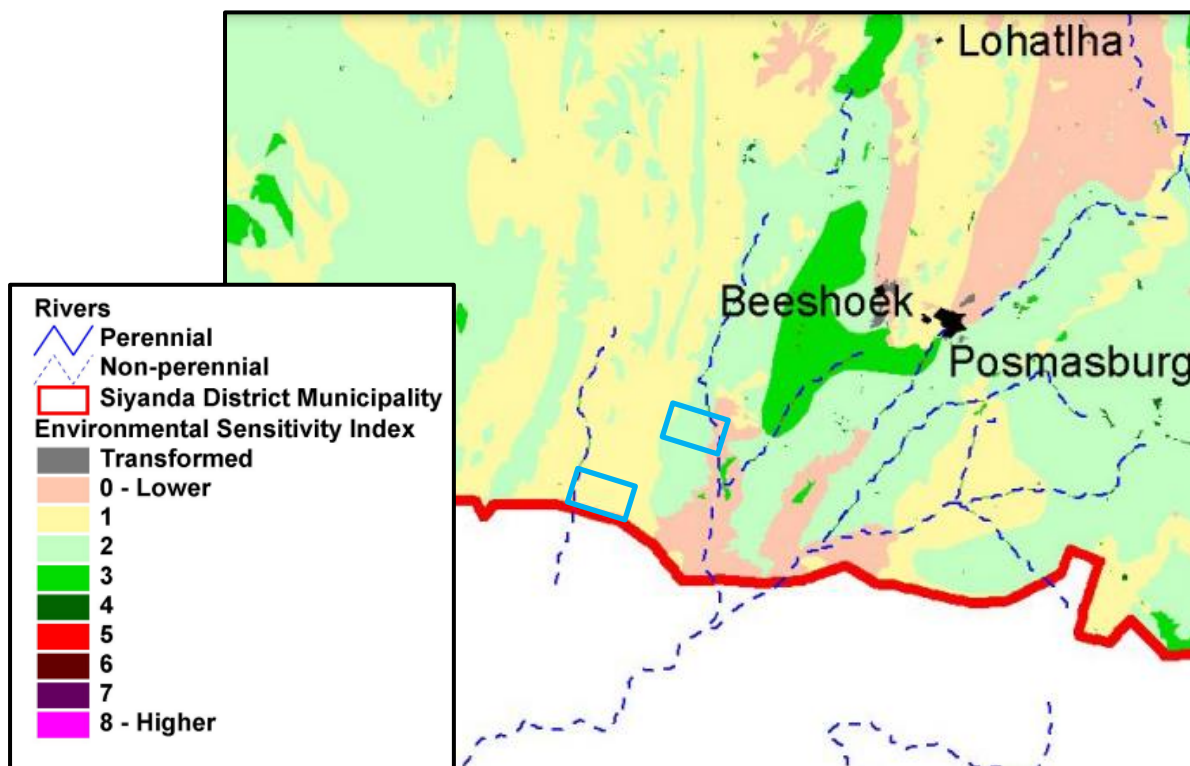 Lohatlha
Beeshoek
Posmasburg
Rivers
Perennial
Non-perennial
Siyanda District Municipality
Environmental Sensitivity Index
Transformed
0 - Lower
1
2
3
4
5
6
7
8 - Higher